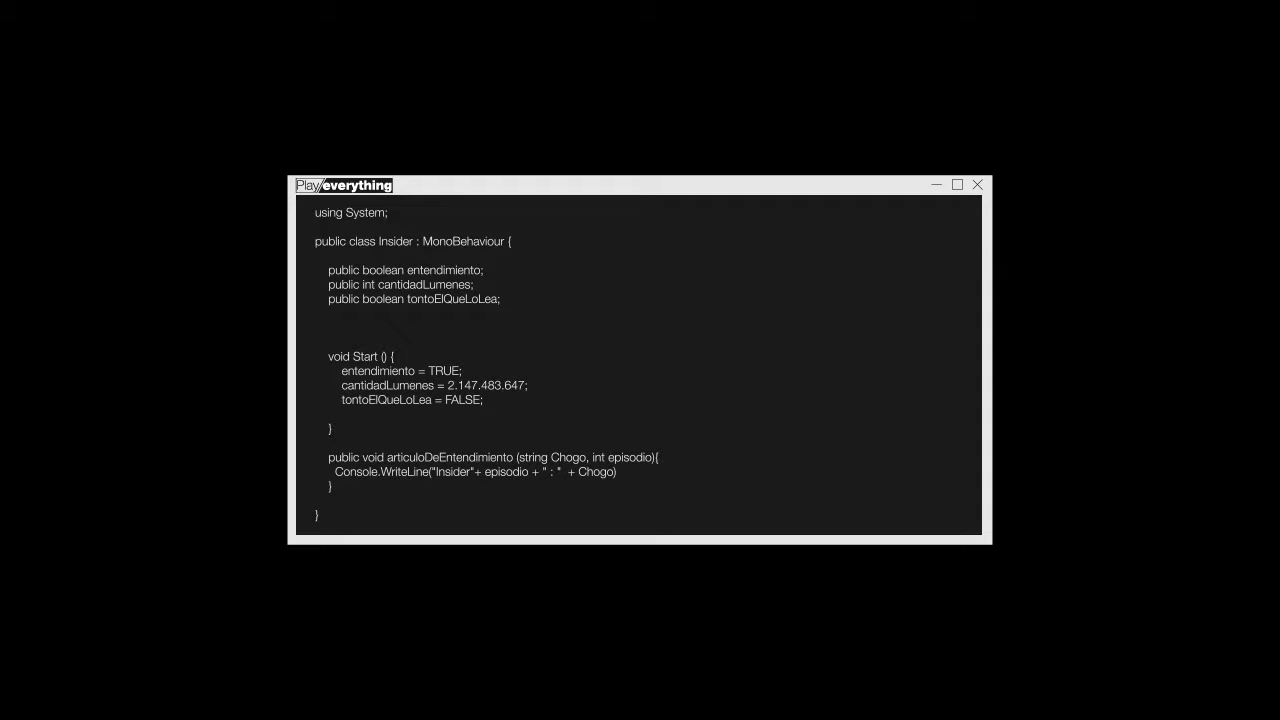 Play/everything
using System;
public class Insider : MonoBehaviour {
public boolean entendimiento;
public int cantidadLumenes;
public boolean tontoElQueLoLea;
void Start () {
entendimiento = TRUE;
cantidadLumenes = 2.147.483.647;
tontoElQueLoLea = FALSE;
}
public void articuloDeEntendimiento (string Chogo, int episodio){
Console.WriteLine("Insider"+ episodio + " : "  + Chogo)
}
}